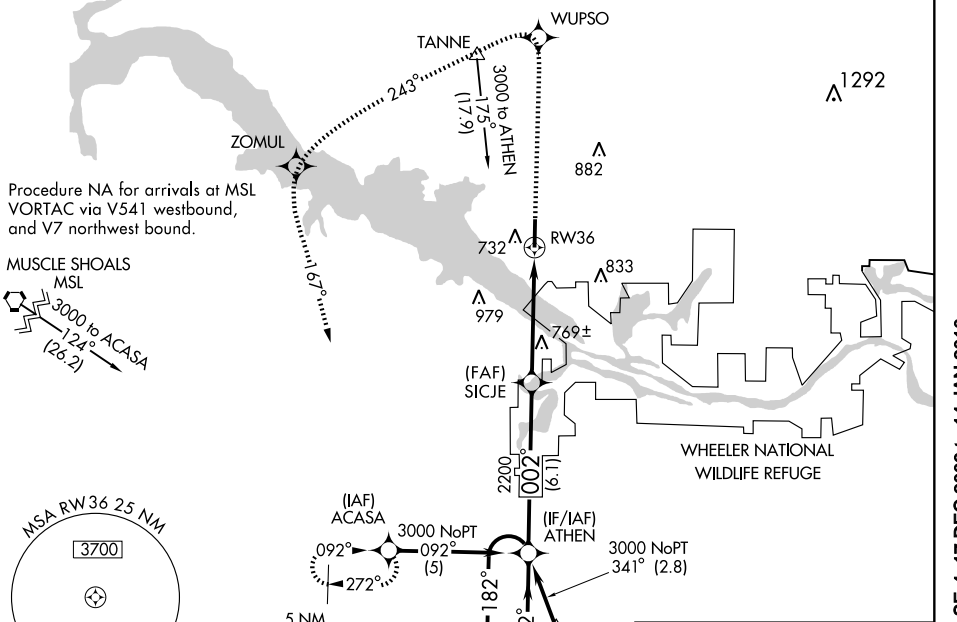 WUPSO
TANNE
1292
243°
3000 to ATHEN
175°
(17.9)
ZOMUL
882
Procedure NA for arrivals at MSL
VORTAC via V541 westbound,
and V7 northwest bound.
732
RW36
833
MUSCLE SHOALS
MSL
3000 to ACASA
124°
(26.2)
167°
979
769±
(FAF)
SICJE
WHEELER NATIONAL
WILDLIFE REFUGE
2200
002°
(6.1)
MSA RW36 25 NM
3700
(IAF)
ACASA
(IF/IAF)
ATHEN
3000 NoPT
092°
092°
(5)
272°
3000 NoPT
341° (2.8)
182°
5 NM